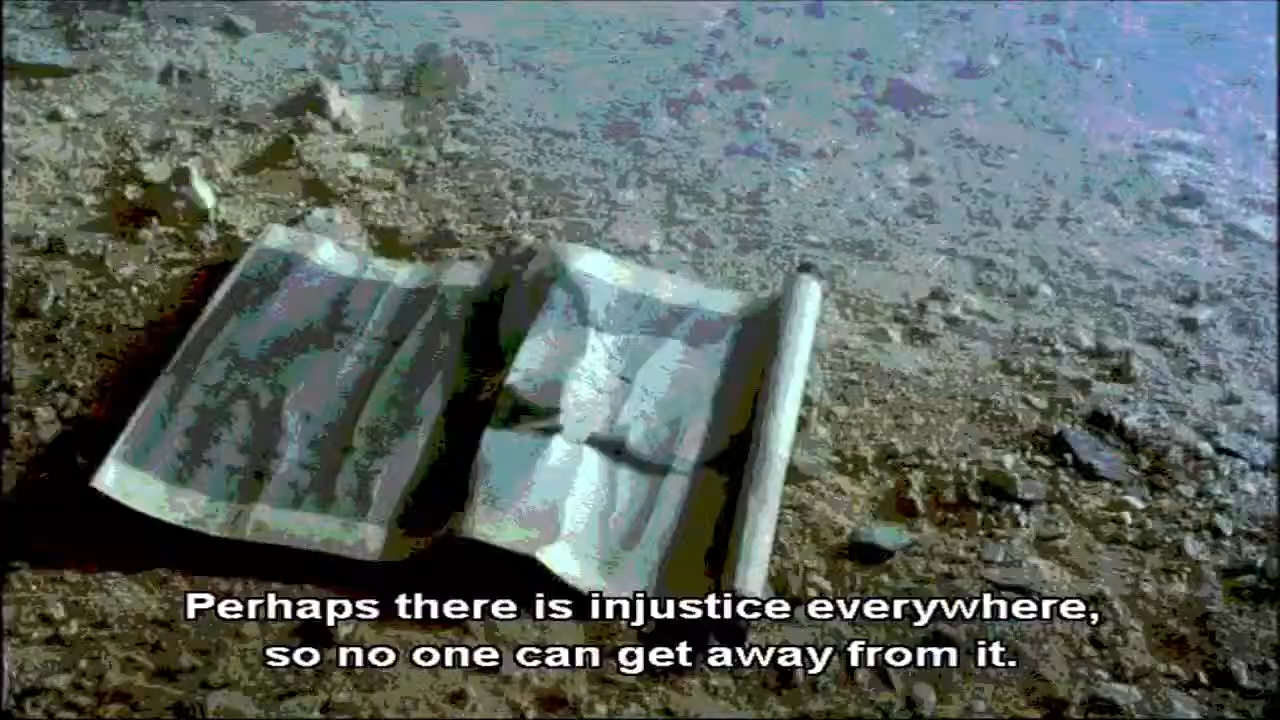 Perhaps there is injustice everywhere,
so no one can get away from it.